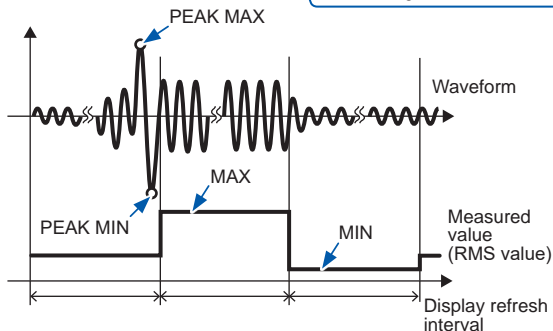 PEAK MAX
Waveform
MAX
PEAK MIN
MIN
Measured
value
(RMS value)
Display refresh
interval